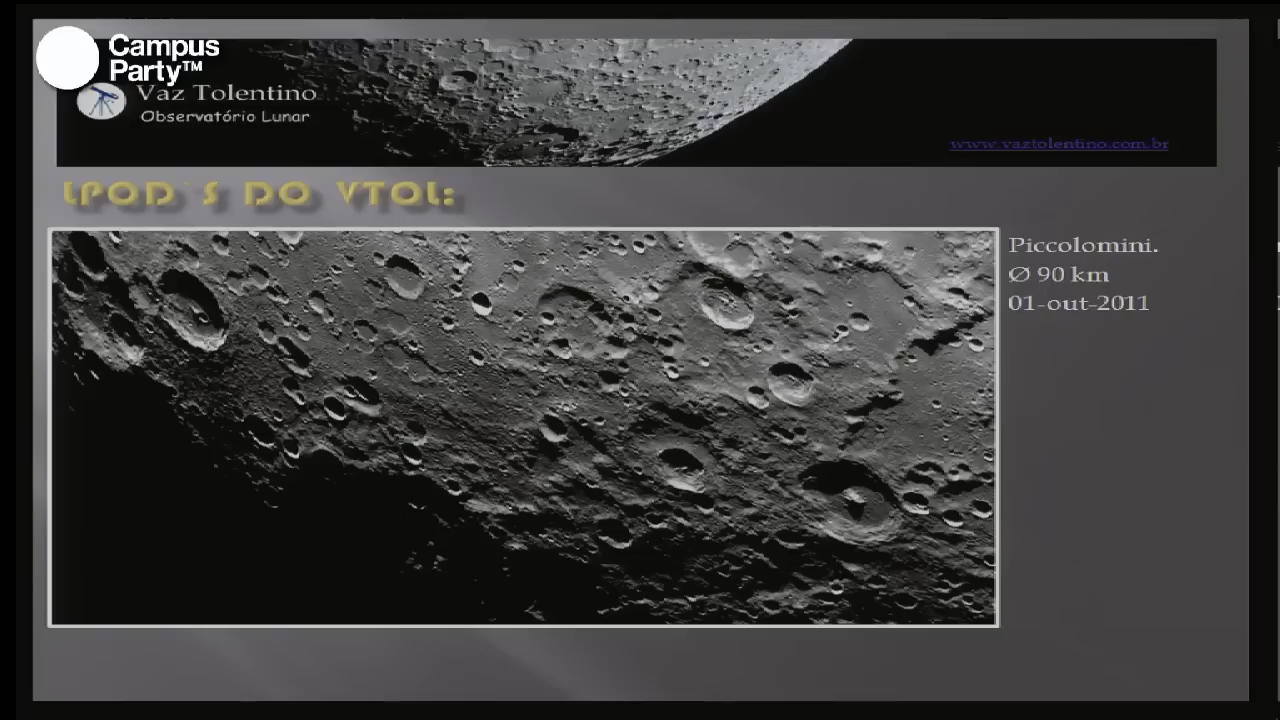 Campus
Party™
Vaz Tolentino
Observatório Lunar
www.vaztolentino.com.br
LPOD`S DO VTOL:
Piccolomini.
Ø 90 km
01-out-2011